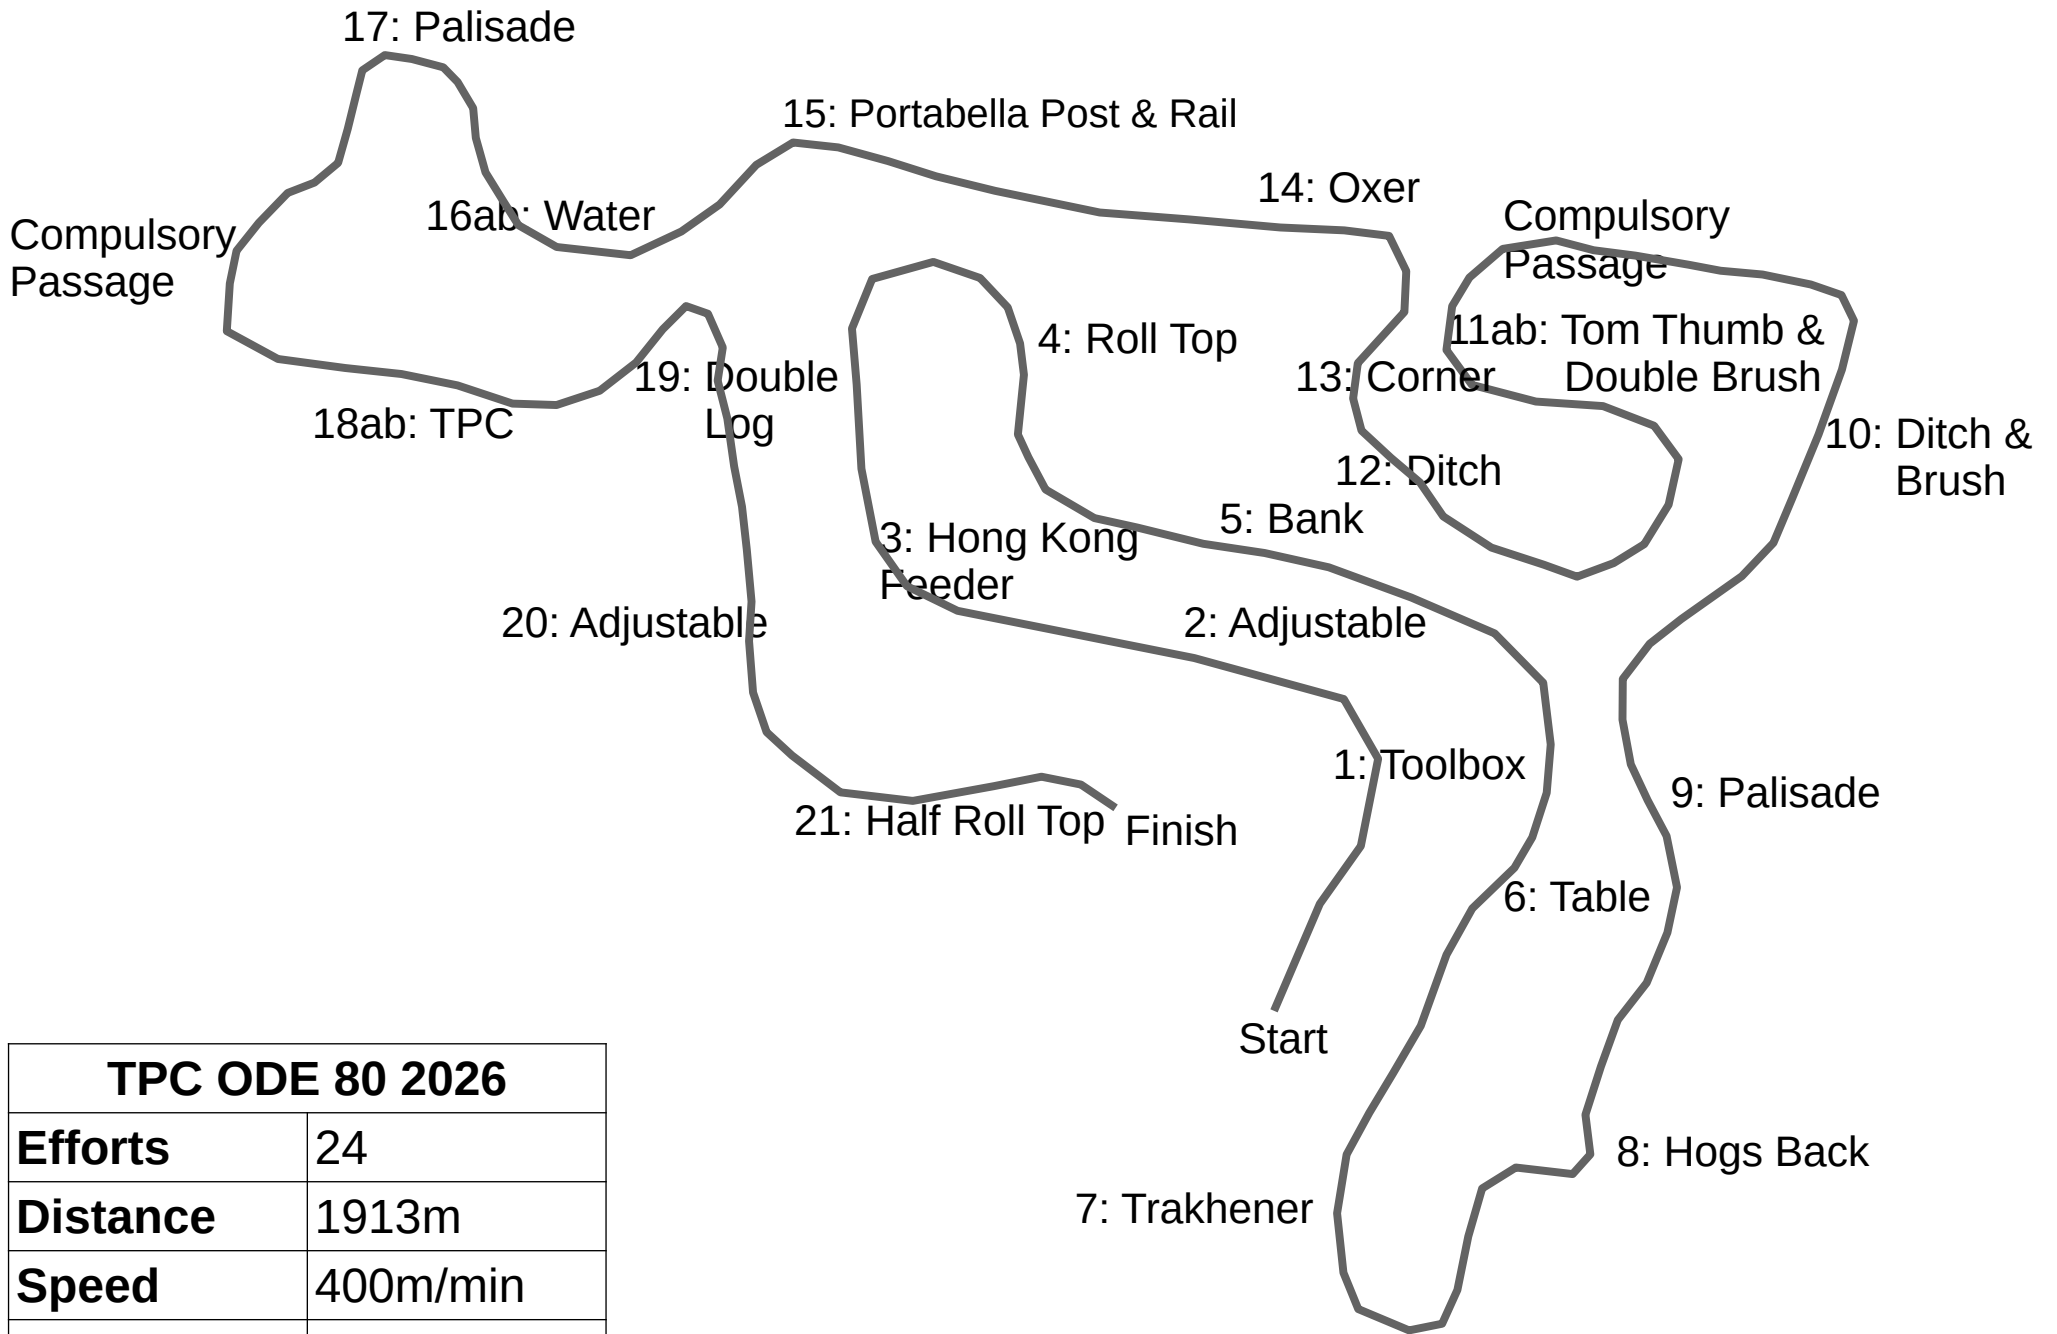 17: Palisade
15: Portabella Post & Rail
14: Oxer
16ab: Water
Compulsory
Passage
Compulsory
Passage
4: Roll Top
11ab: Tom Thumb &
Double Brush
13: Corner
19: Double
Log
18ab: TPC
10: Ditch &
Brush
12: Ditch
5: Bank
3: Hong Kong
Feeder
2: Adjustable
20: Adjustable
1: Toolbox
9: Palisade
21: Half Roll Top
Finish
6: Table
Start
8: Hogs Back
7: Trakhener
TPC ODE 80 2026
Efforts 24
Distance 1913m
Speed 400m/min